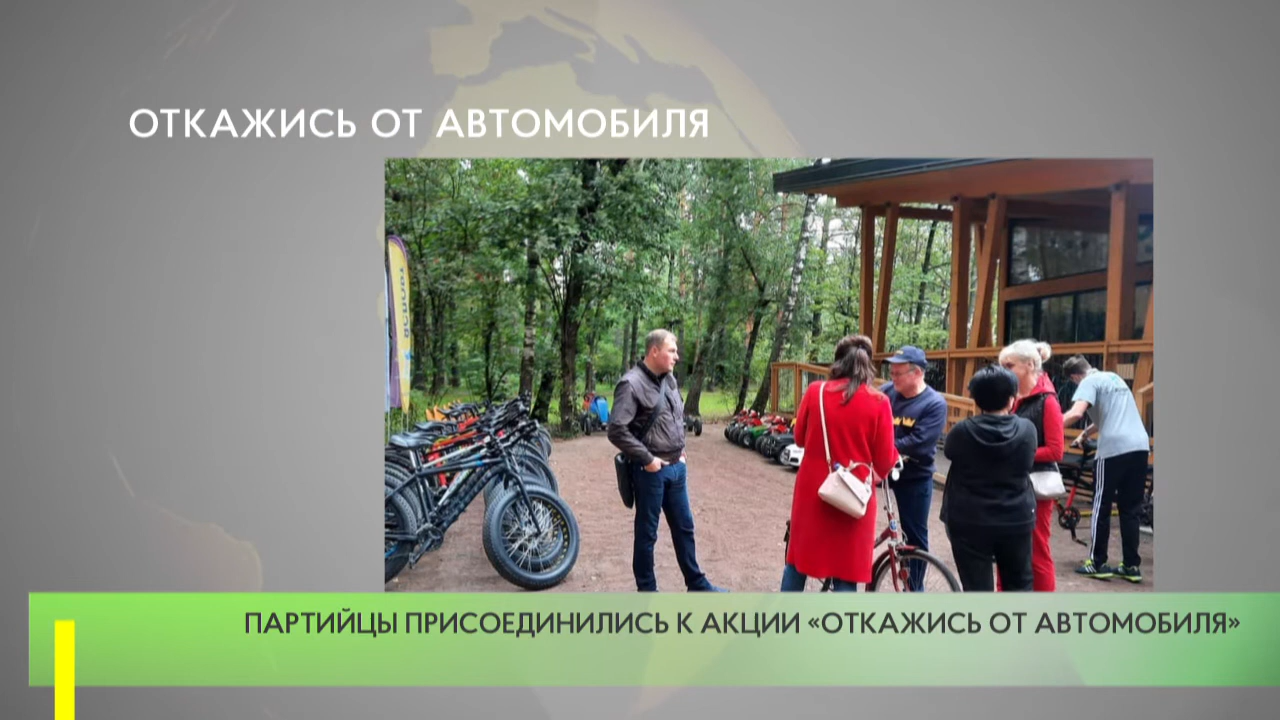 ОТКАЖИСЬ ОТ АВТОМОБИЛЯ
ПАРТИЙЦЫ ПРИСОЕДИНИЛИСЬ К АКЦИИ «ОТКАЖИСЬ ОТ АВТОМОБИЛЯ»